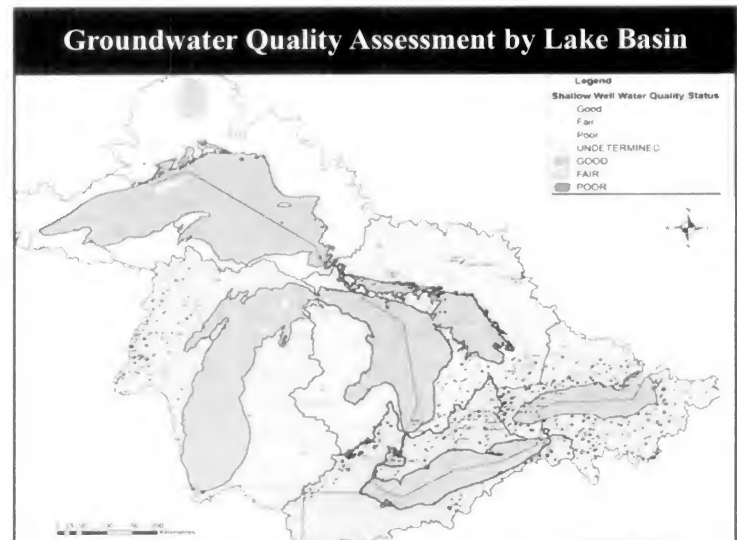 Groundwater Quality Assessment by Lake Basin
Legend
Shallow Well Water Quality Status
Good
Fair
Poor
UNDETERMINED
GOOD
FAIR
POOR
Kilometres